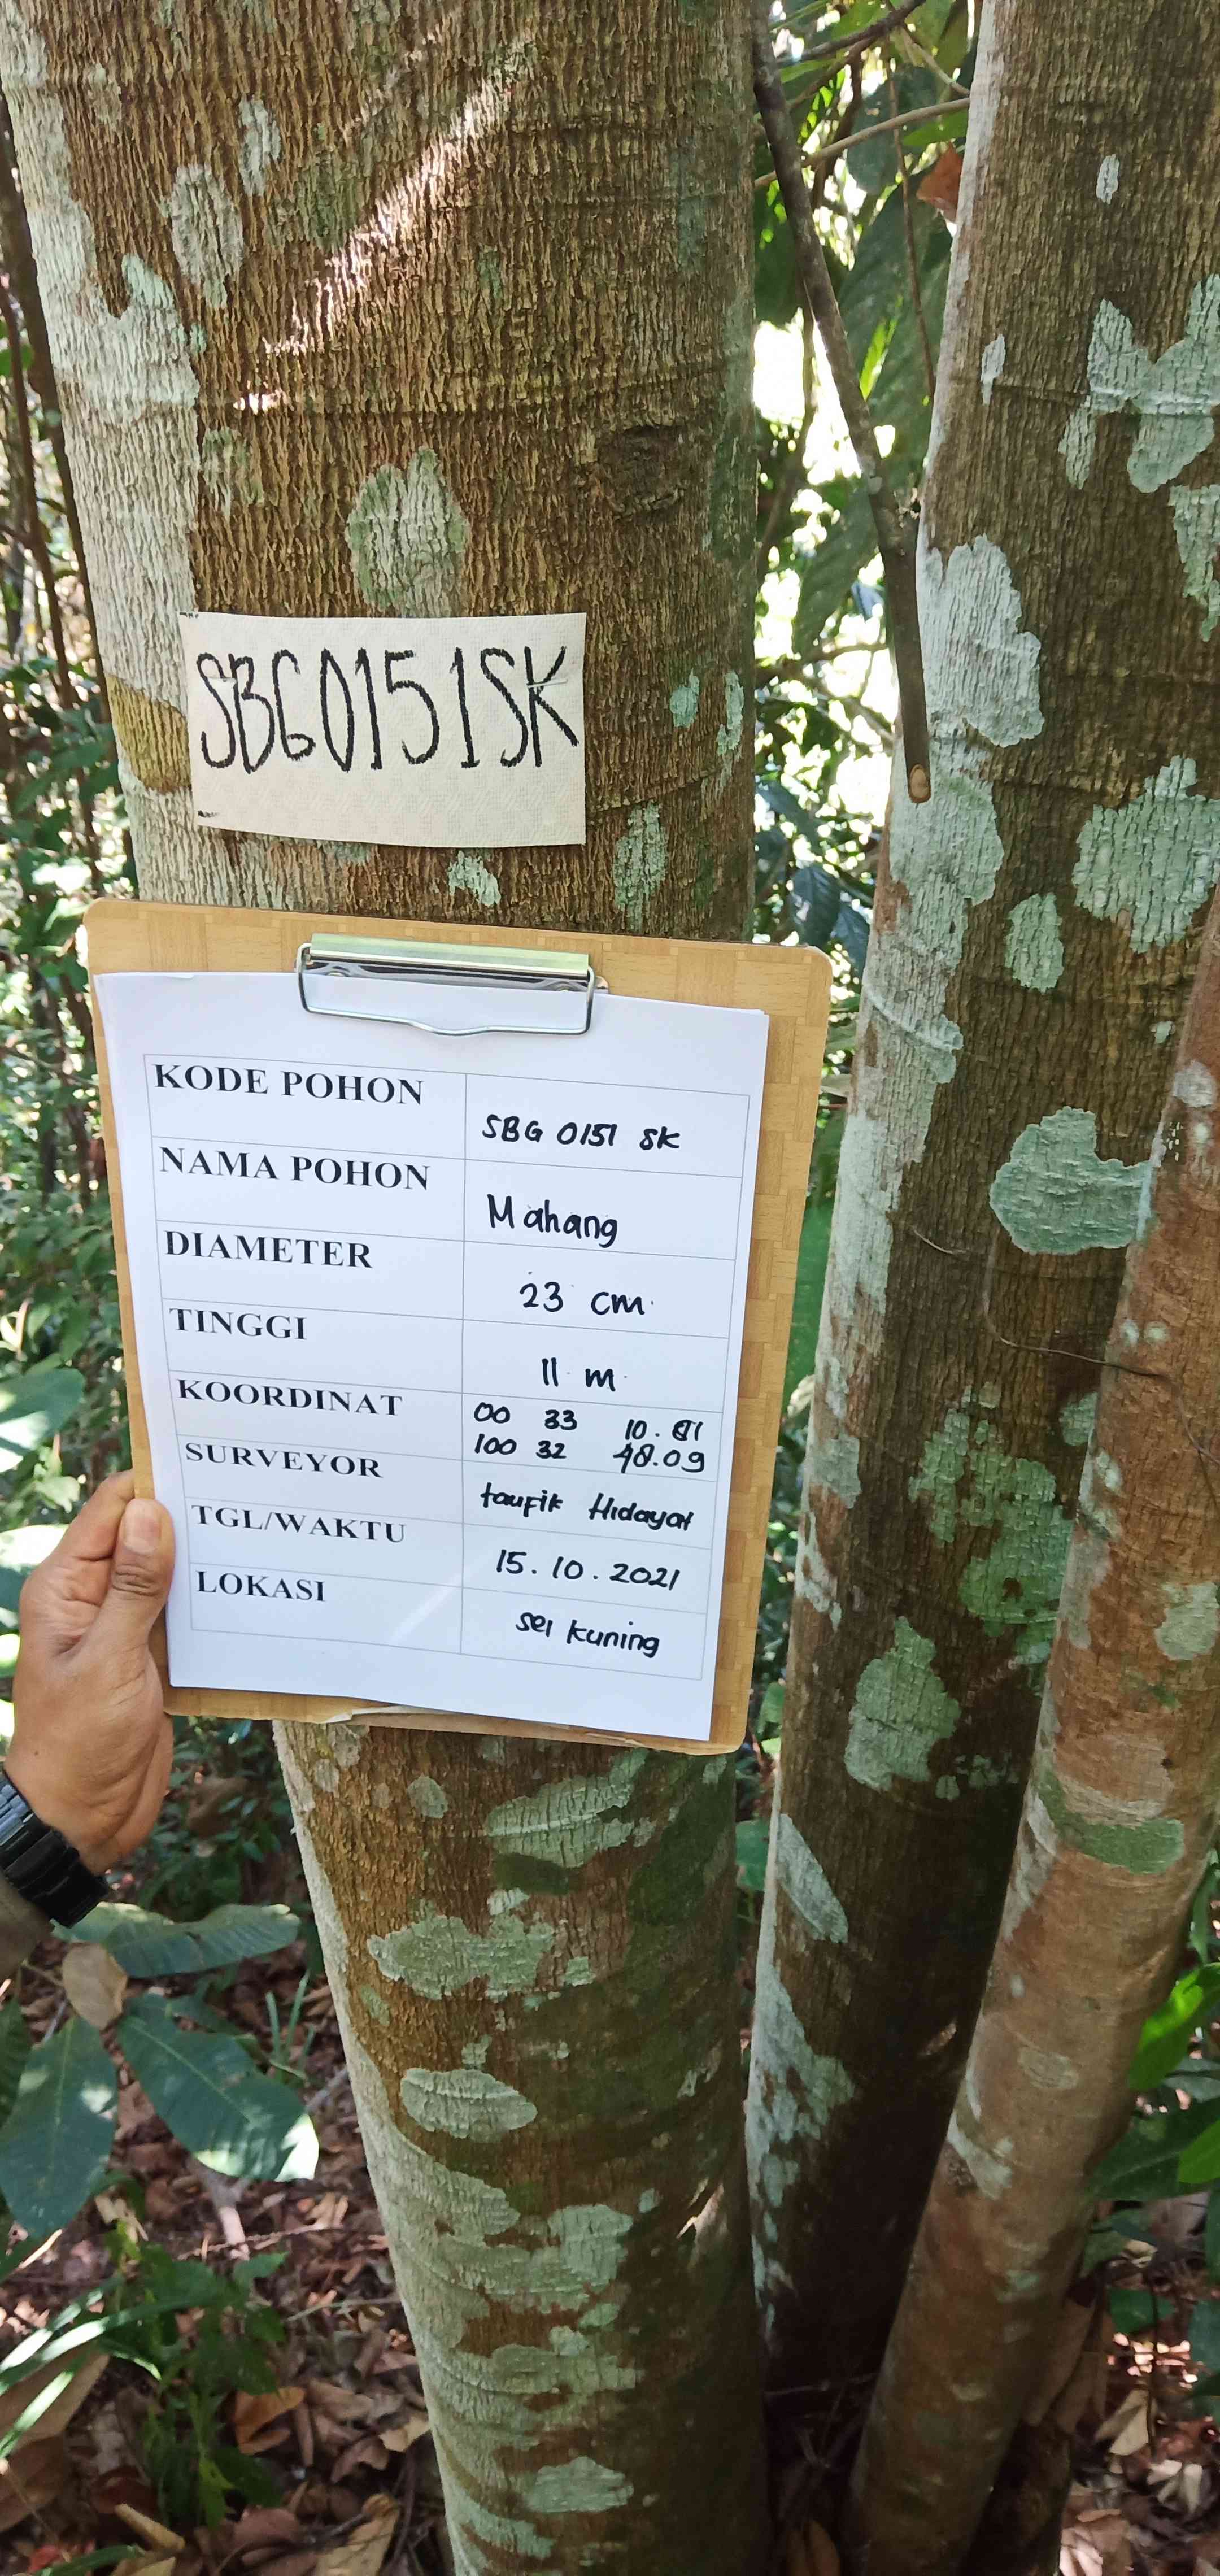 SBG0151SK
KODE POHON SBG 0151 SK
NAMA POHON Mahang
DIAMETER 23 cm
TINGGI 11 m
KOORDINAT 00 33 10.
100 32 48.09
SURVEYOR taufik Hidayat
TGL/WAKTU 15.10.2021
LOKASI sei kuning